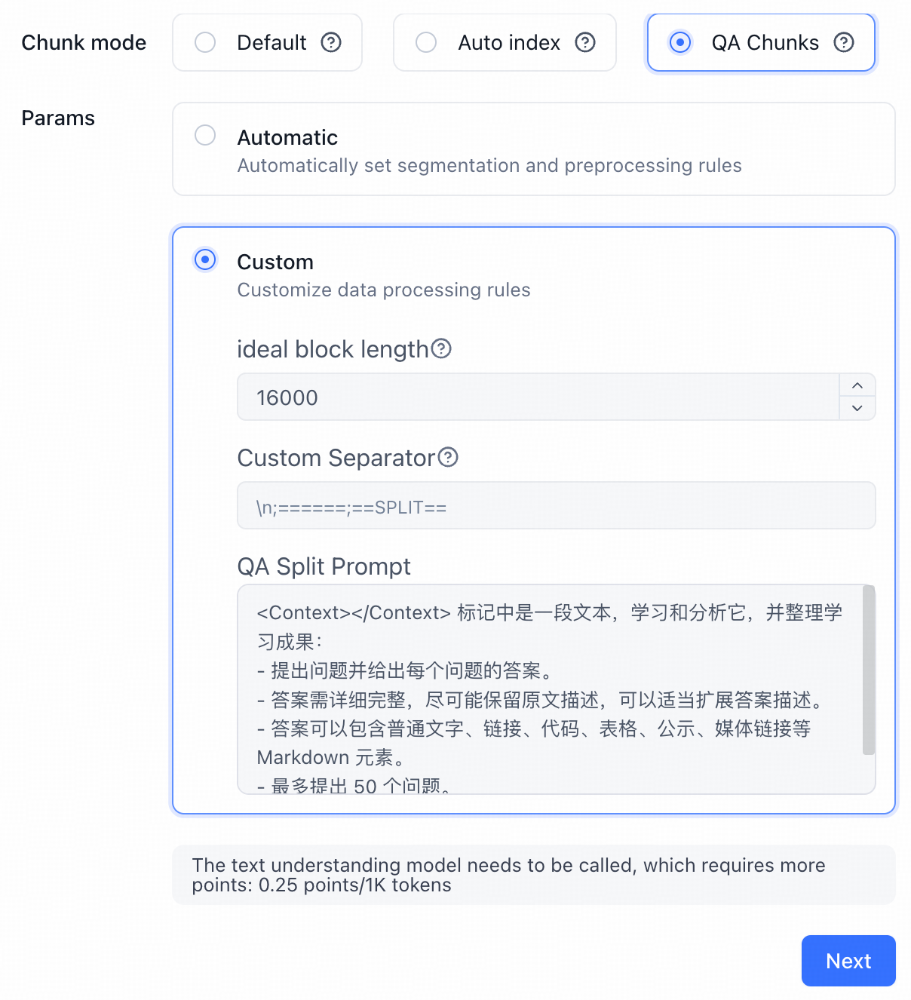 Chunk mode
Default
Auto index
QA Chunks
Params
Automatic
Automatically set segmentation and preprocessing rules
Custom
Customize data processing rules
ideal block length
16000
Custom Separator
\n;======;==SPLIT==
QA Split Prompt
<Context></Context> 标记中是一段文本，学习和分析它，并整理学
习成果：
- 提出问题并给出每个问题的答案。
- 答案需详细完整，尽可能保留原文描述，可以适当扩展答案描述。
- 答案可以包含普通文字、链接、代码、表格、公示、媒体链接等
Markdown 元素。
- 最多提出 50 个问题。
The text understanding model needs to be called, which requires more
points: 0.25 points/1K tokens
Next